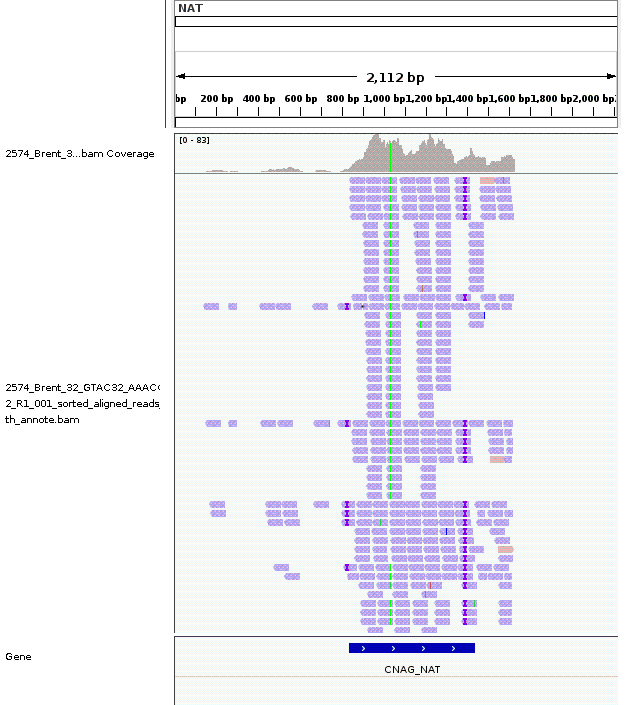 NAT
2,112 bp
bp 200 bp 400 bp 600 bp 800 bp 1,000 bp 1,200 bp 1,400 bp 1,600 bp 1,800 bp 2,000 bp
[0 - 83]
2574_Brent_3...bam Coverage
2574_Brent_32_GTAC32_AAAC
2_R1_001_sorted_aligned_reads_
th_annote.bam
Gene
CNAG_NAT